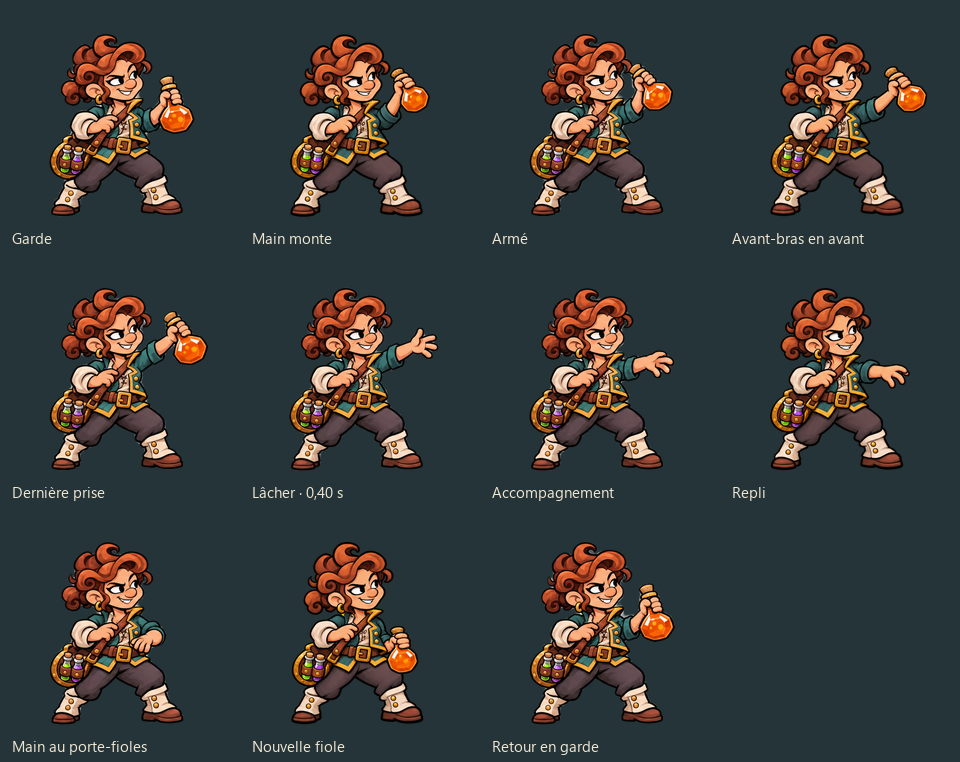 Garde
Main monte
Armé
Avant-bras en avant
Dernière prise
Lâcher · 0,40 s
Accompagnement
Repli
Main au porte-fioles
Nouvelle fiole
Retour en garde